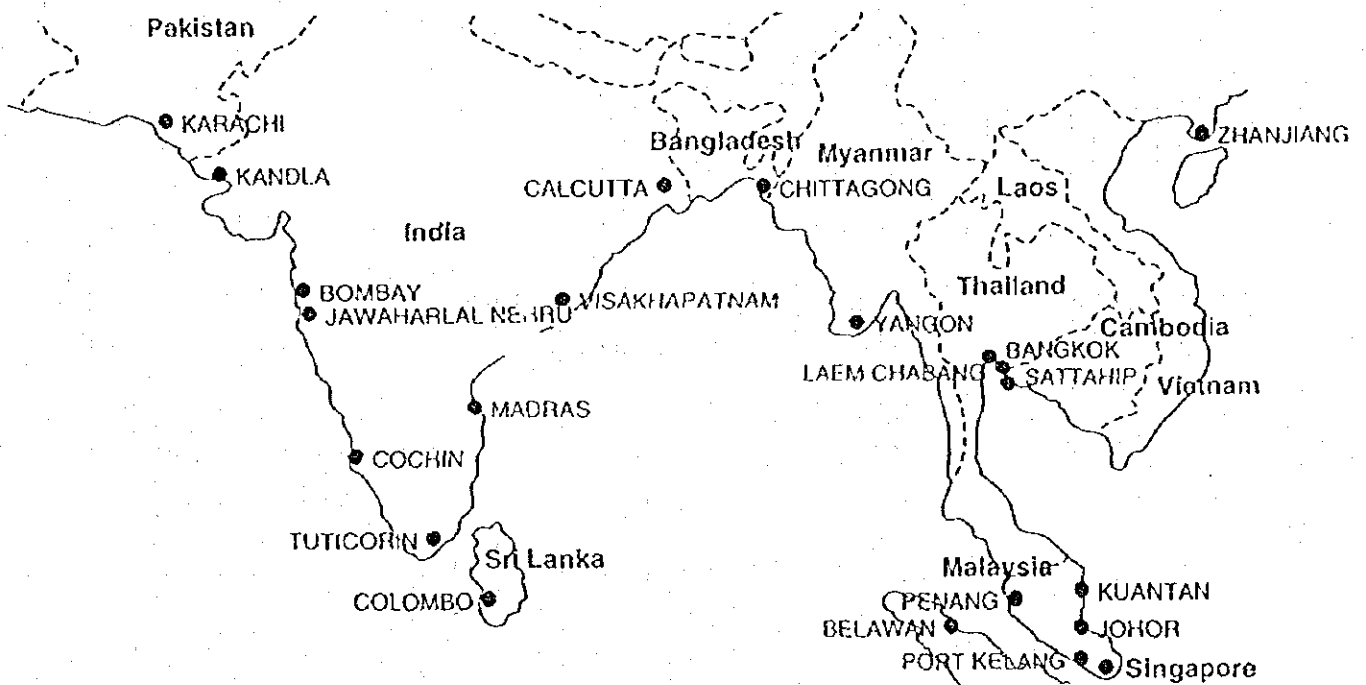 Pakistan
KARACHI
Bangladesh
Myanmar
ZHANJIANG
KANDLA
CALCUTTA
CHITTAGONG
Laos
India
Thailand
BOMBAY
VISAKHAPATNAM
JAWAHARLAL NEHRU
YANGON
Cambodia
BANGKOK
LAEM CHABANG
SATTAHIP
Vietnam
MADRAS
COCHIN
TUTICORIN
Sri Lanka
Malaysia
COLOMBO
PENANG
KUANTAN
BELAWAN
JOHOR
PORT KELANG
Singapore